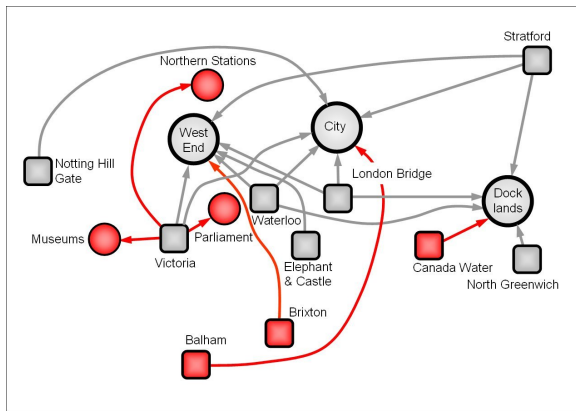 Stratford
Northern Stations
West
End
City
Notting Hill
Gate
London Bridge
Dock
lands
Waterloo
Museums
Parliament
Victoria
Elephant
& Castle
Canada Water
North Greenwich
Brixton
Balham